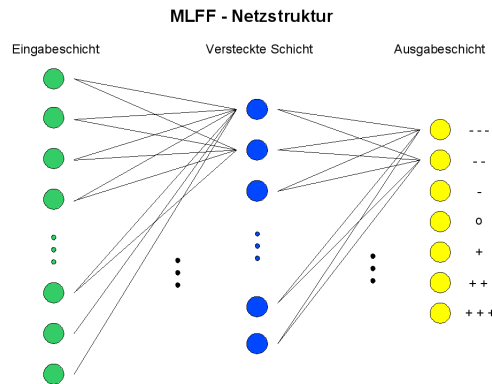 MLFF - Netzstruktur
Eingabeschicht Versteckte Schicht Ausgabeschicht
- - -
- -
-
o
+
+ +
+ + +